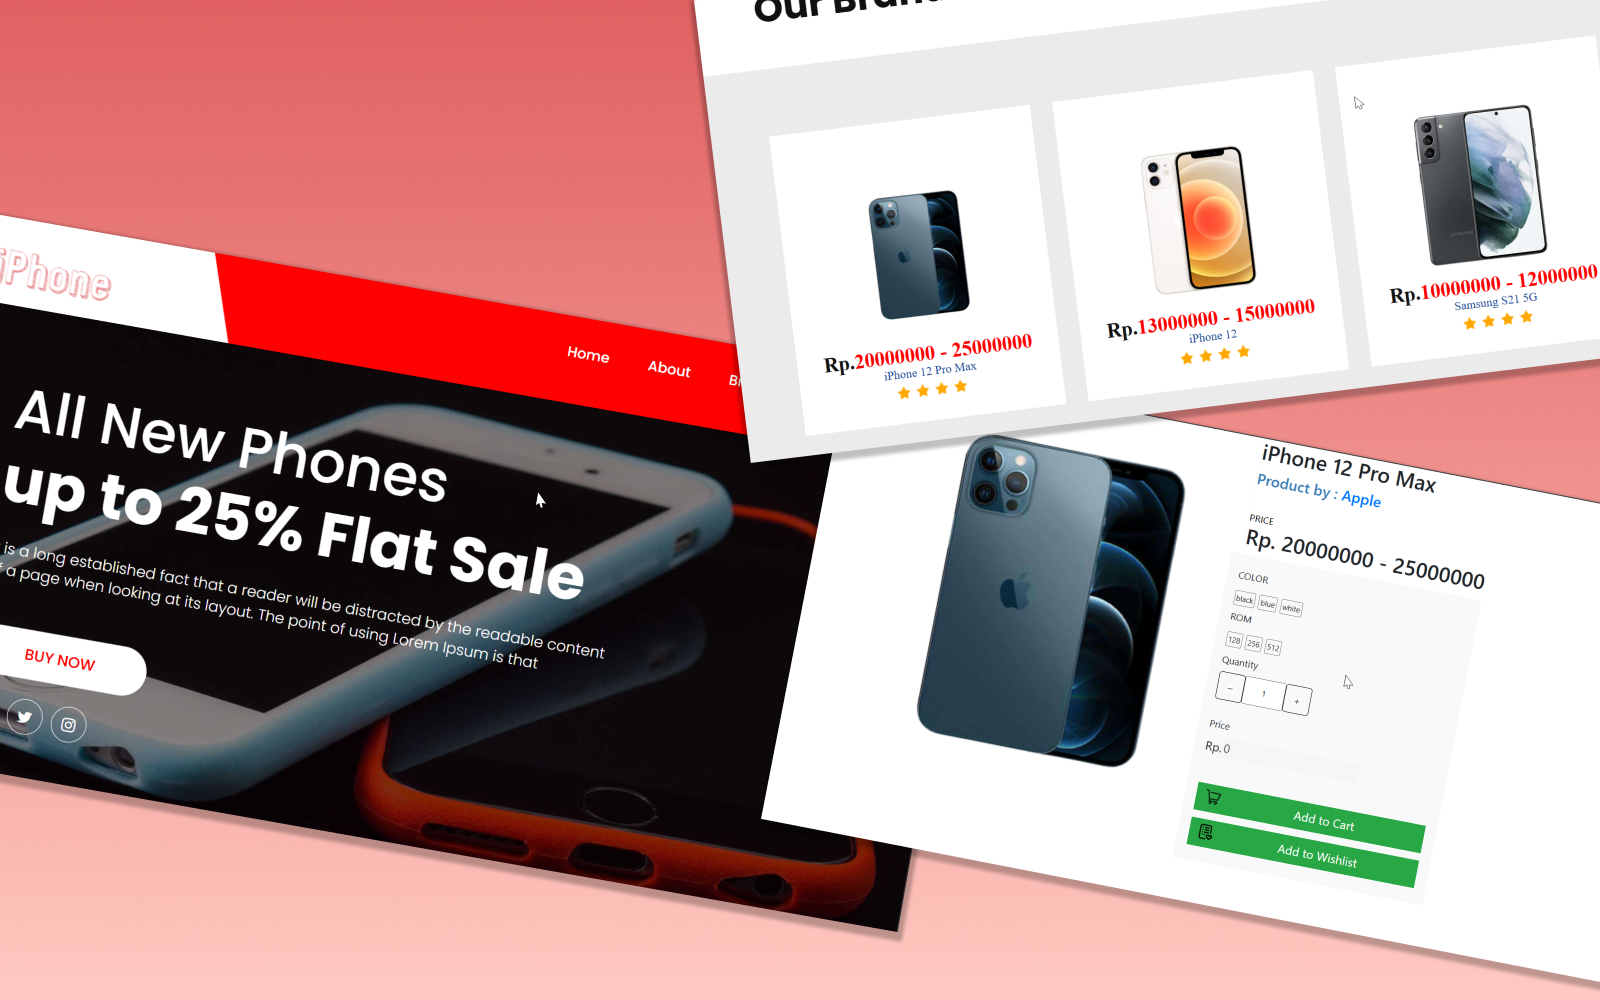 Our
iPhone
Home
About
All New Phones
up to 25% Flat Sale
is a long established fact that a reader will be distracted by the readable content
a page when looking at its layout. The point of using Lorem Ipsum is that
BUY NOW
Rp.20000000 - 25000000
iPhone 12 Pro Max
Rp.13000000 - 15000000
iPhone 12
Rp.10000000 - 12000000
Samsung S21 5G
iPhone 12 Pro Max
Product by : Apple
PRICE
Rp. 20000000 - 25000000
COLOR
black blue white
ROM
128 256 512
Quantity
- 1 +
Price
Rp. 0
Add to Cart
Add to Wishlist